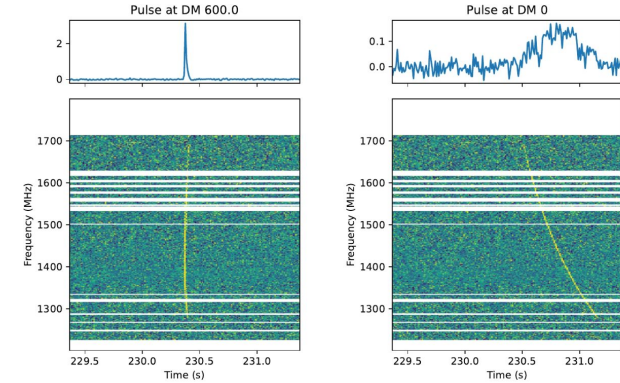 Pulse at DM 600.0
2
0
Frequency (MHz)
1700
1600
1500
1400
1300
229.5 230.0 230.5 231.0
Time (s)
Pulse at DM 0
0.1
0.0
Frequency (MHz)
1700
1600
1500
1400
1300
229.5 230.0 230.5 231.0
Time (s)